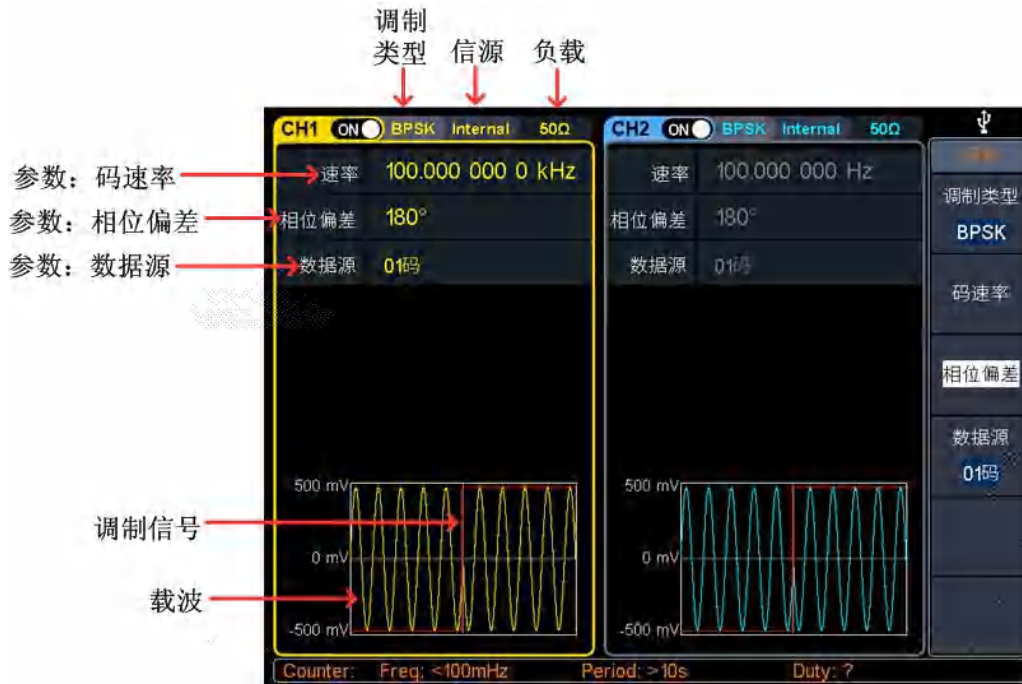 调制
类型 信源 负载
CH1 ON BPSK Internal 50Ω CH2 ON BPSK Internal 50Ω
参数：码速率 速率 100.000 000 0 kHz 速率 100.000 000 Hz
参数：相位偏差 相位偏差 180° 相位偏差 180°
参数：数据源 数据源 01码 数据源 01码
调制类型
BPSK
码速率
相位偏差
数据源
01码
500 mV 500 mV
调制信号
0 mV 0 mV
载波
-500 mV -500 mV
Counter: Freq: <100mHz Period: >10s Duty: ?